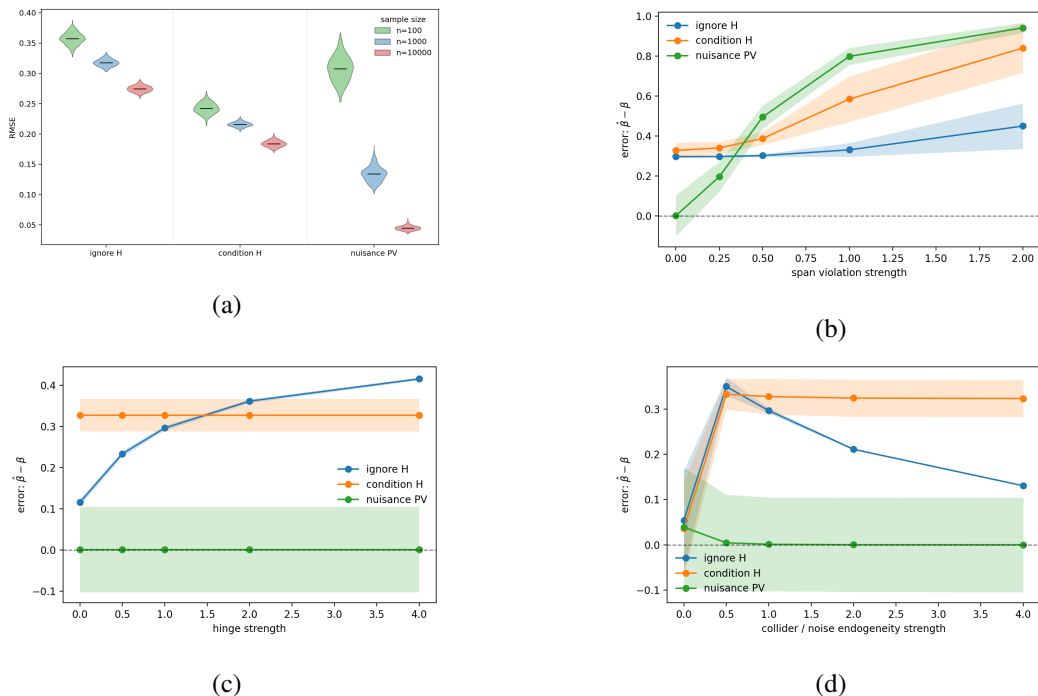 0.40
0.35
0.30
0.25
0.20
0.15
0.10
0.05
RMSE
sample size
n=100
n=1000
n=10000
ignore H
condition H
nuisance PV
(a)
1.0
0.8
0.6
0.4
0.2
0.0
error: β̂ − β
ignore H
condition H
nuisance PV
0.00 0.25 0.50 0.75 1.00 1.25 1.50 1.75 2.00
span violation strength
(b)
0.4
0.3
0.2
0.1
0.0
−0.1
error: β̂ − β
ignore H
condition H
nuisance PV
0.0 0.5 1.0 1.5 2.0 2.5 3.0 3.5 4.0
hinge strength
(c)
0.3
0.2
0.1
0.0
−0.1
error: β̂ − β
ignore H
condition H
nuisance PV
0.0 0.5 1.0 1.5 2.0 2.5 3.0 3.5 4.0
collider / noise endogeneity strength
(d)